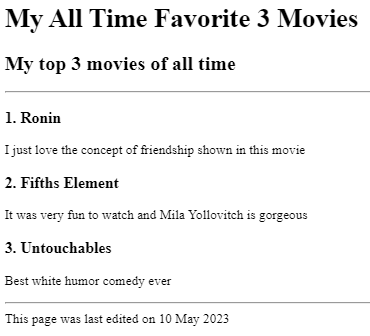 My All Time Favorite 3 Movies
My top 3 movies of all time
1. Ronin
I just love the concept of friendship shown in this movie
2. Fifths Element
It was very fun to watch and Mila Yollovitch is gorgeous
3. Untouchables
Best white humor comedy ever
This page was last edited on 10 May 2023